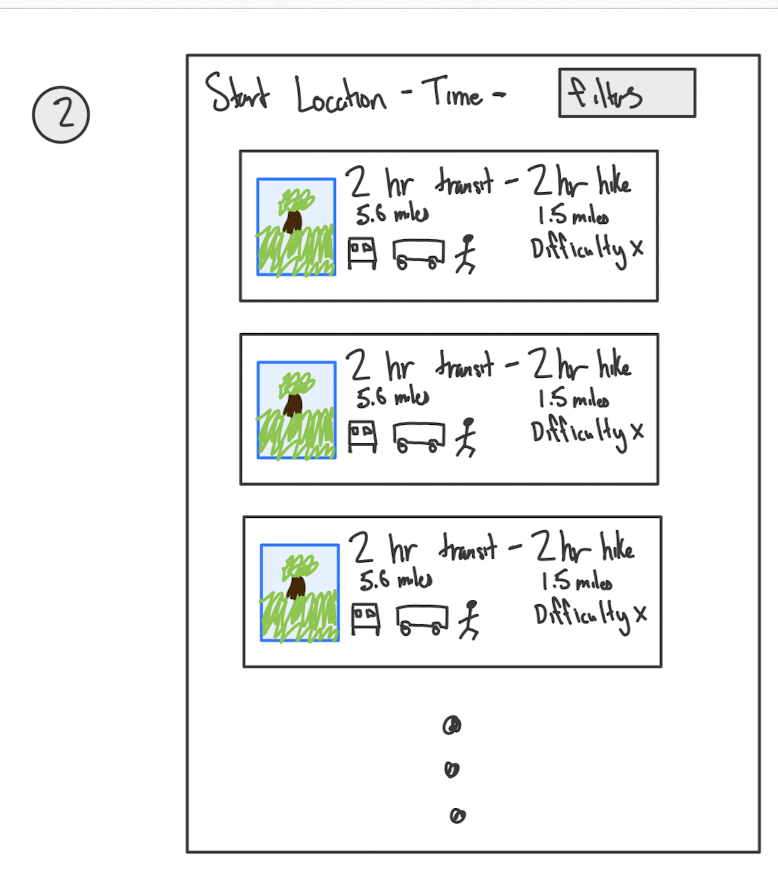 2
Start Location - Time -
filters
2 hr transit - 2 hr hike
5.6 miles 1.5 miles
Difficulty x
2 hr transit - 2 hr hike
5.6 miles 1.5 miles
Difficulty x
2 hr transit - 2 hr hike
5.6 miles 1.5 miles
Difficulty x